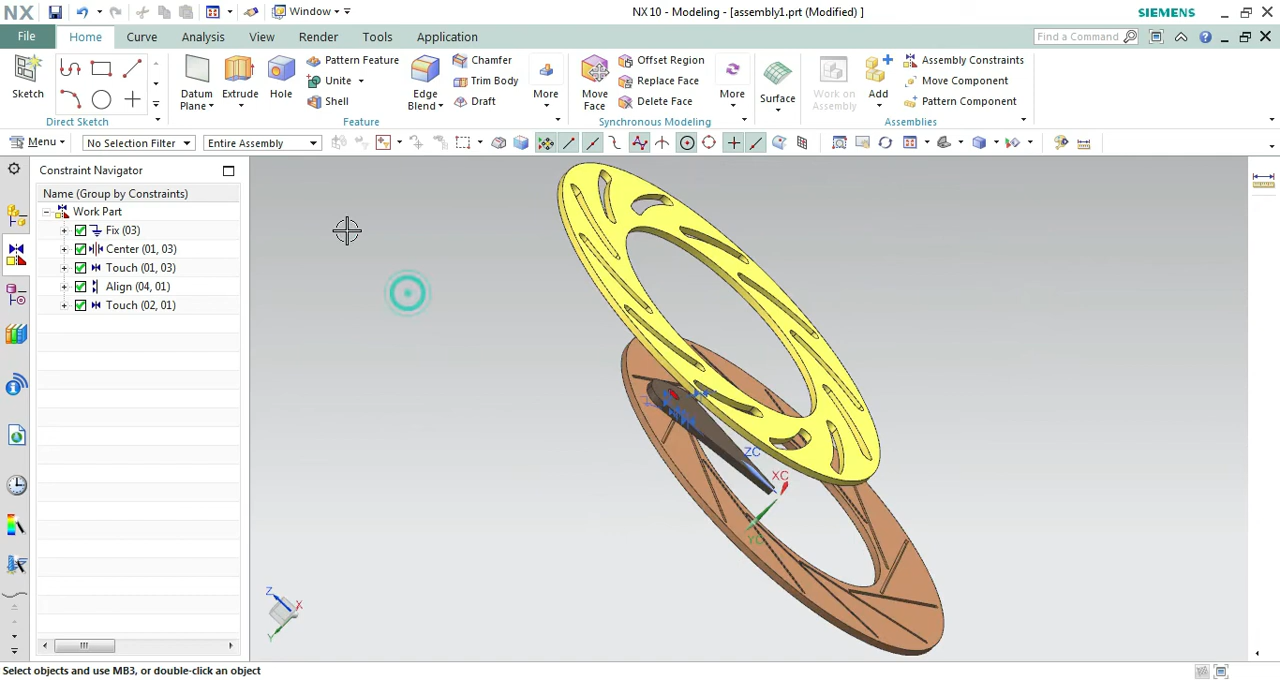 NX Window NX 10 - Modeling - [assembly1.prt (Modified) ] SIEMENS
File Home Curve Analysis View Render Tools Application Find a Command
Sketch Datum Plane Extrude Hole Pattern Feature Unite Shell Edge Blend Chamfer Trim Body Draft More Move Face Offset Region Replace Face Delete Face More Surface Work on Assembly Add Assembly Constraints Move Component Pattern Component
Direct Sketch Feature Synchronous Modeling Assemblies
Menu No Selection Filter Entire Assembly
Constraint Navigator
Name (Group by Constraints)
Work Part
Fix (03)
Center (01, 03)
Touch (01, 03)
Align (04, 01)
Touch (02, 01)
ZC
XC
YC
Z
X
Y
Select objects and use MB3, or double-click an object